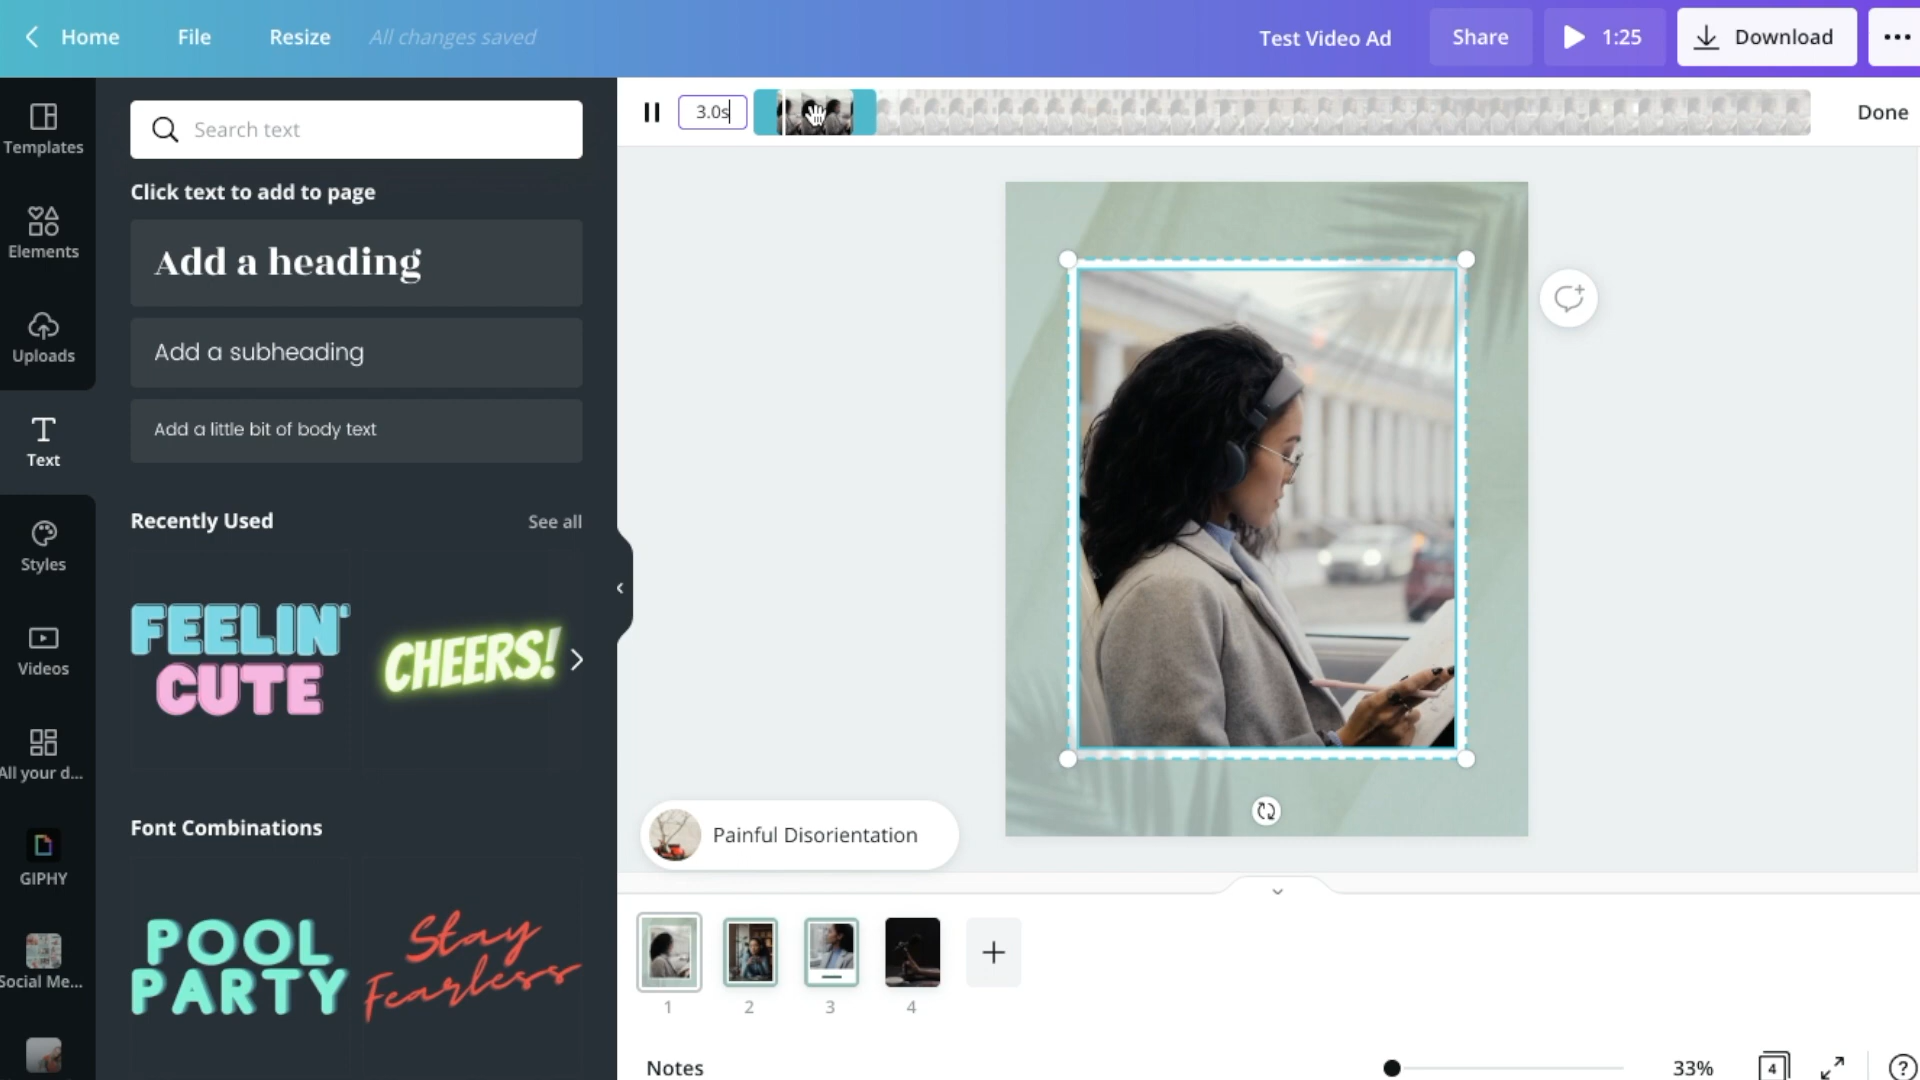 Home
File
Resize
All changes saved
Test Video Ad
Share
1:25
Download
Templates
Elements
Uploads
Text
Styles
Videos
All your d...
GIPHY
Social Me...
Search text
Click text to add to page
Add a heading
Add a subheading
Add a little bit of body text
Recently Used
See all
FEELIN'
CUTE
CHEERS!
Font Combinations
POOL
PARTY
Stay
Fearless
3.0s
Done
Painful Disorientation
1
2
3
4
Notes
33%
4
?